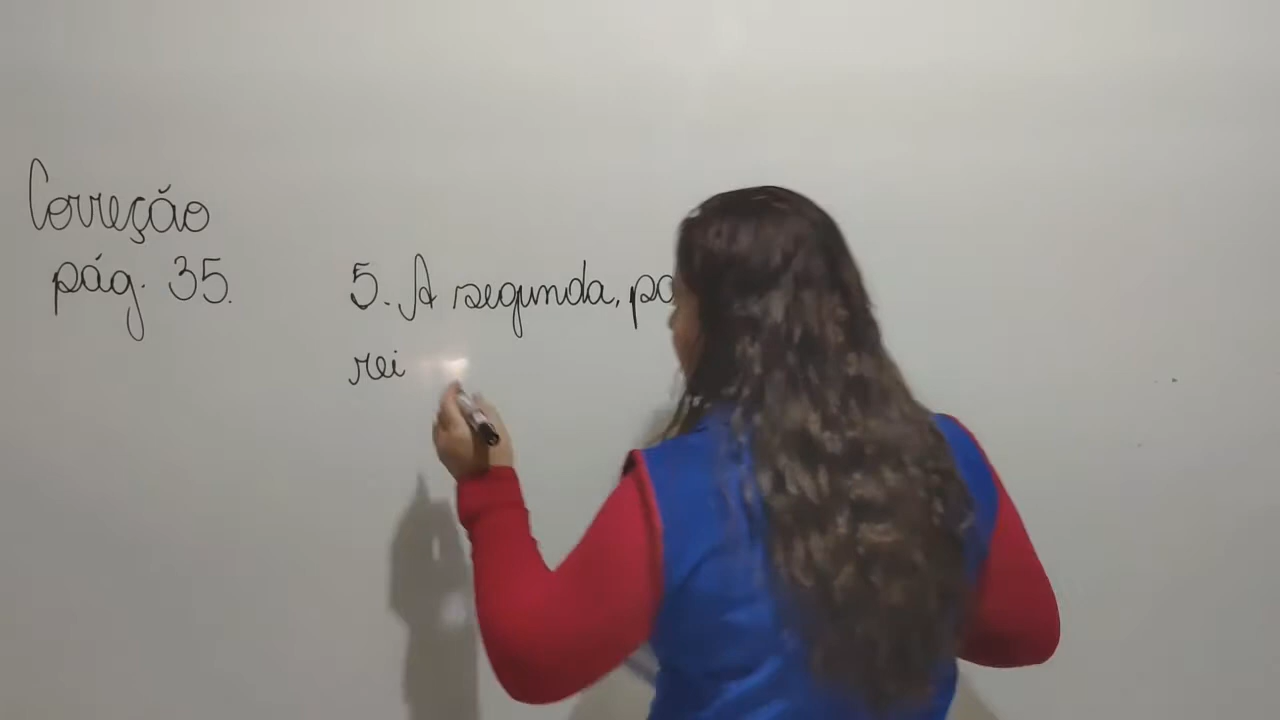 Correção
pág. 35.
5. A segunda, po
rei